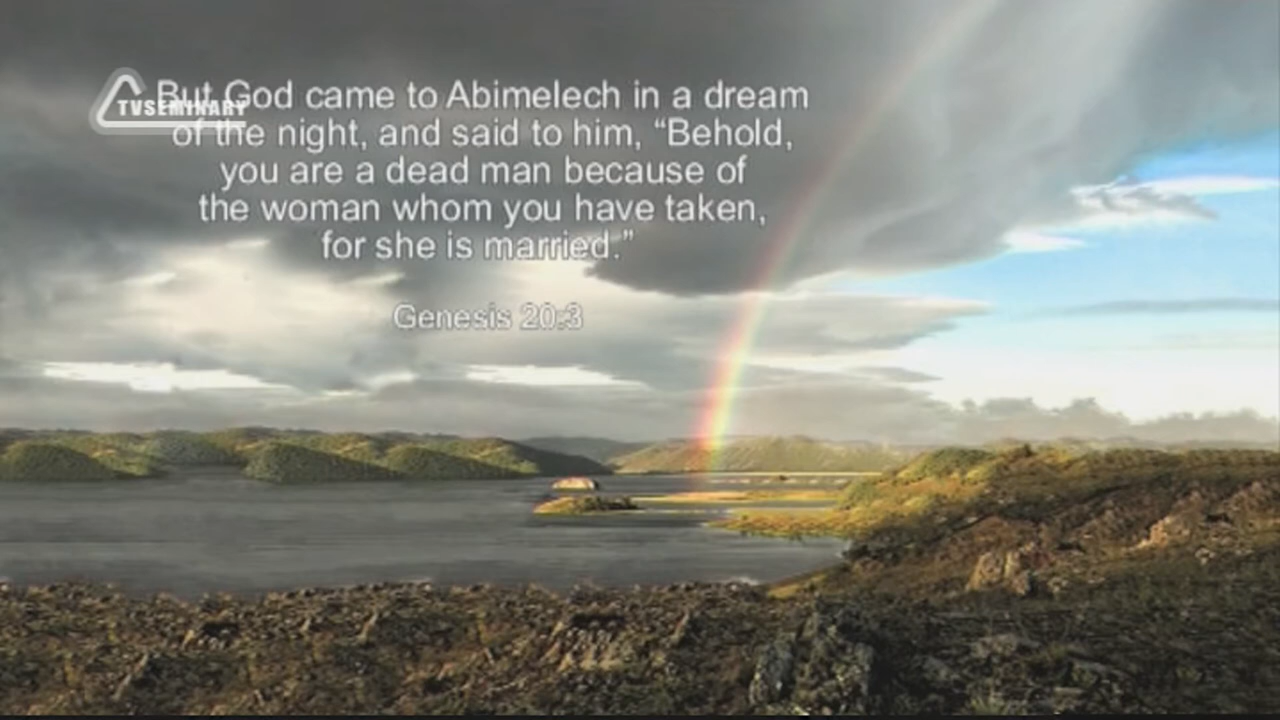 But God came to Abimelech in a dream
TVSEMINARY
of the night, and said to him, “Behold,
you are a dead man because of
the woman whom you have taken,
for she is married.”
Genesis 20:3